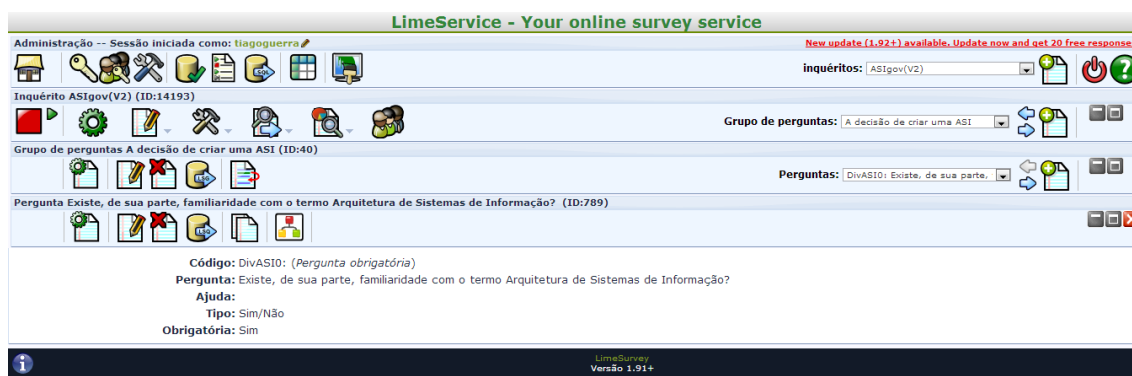 LimeService - Your online survey service
Administração -- Sessão iniciada como: tiagoguerra
New update (1.92+) available. Update now and get 20 free response
inquéritos: ASIgov(V2)
Inquérito ASIgov(V2) (ID:14193)
Grupo de perguntas: A decisão de criar uma ASI
Grupo de perguntas A decisão de criar uma ASI (ID:40)
Perguntas: DivASI0: Existe, de sua parte,
Pergunta Existe, de sua parte, familiaridade com o termo Arquitetura de Sistemas de Informação? (ID:789)
Código: DivASI0: (Pergunta obrigatória)
Pergunta: Existe, de sua parte, familiaridade com o termo Arquitetura de Sistemas de Informação?
Ajuda:
Tipo: Sim/Não
Obrigatória: Sim
LimeSurvey
Versão 1.91+